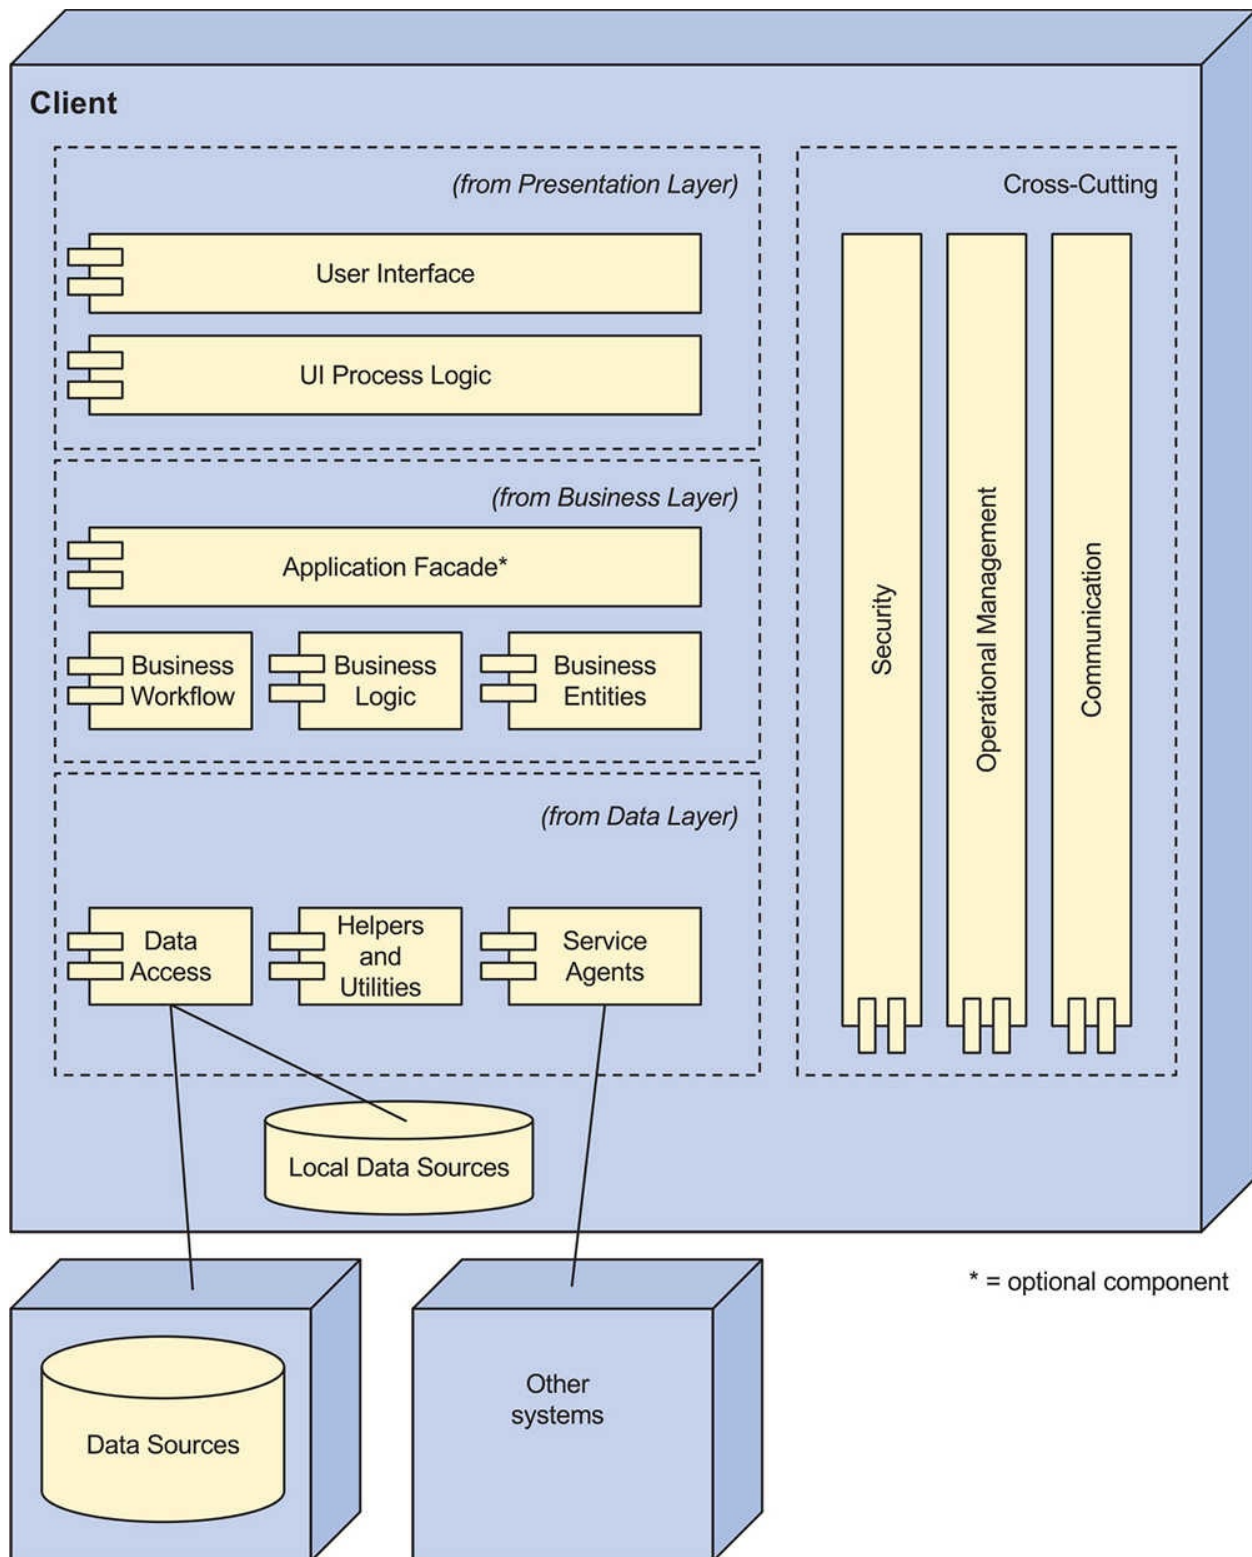 Client
(from Presentation Layer)
User Interface
UI Process Logic
(from Business Layer)
Application Facade*
Business
Workflow
Business
Logic
Business
Entities
(from Data Layer)
Data
Access
Helpers
and
Utilities
Service
Agents
Local Data Sources
Cross-Cutting
Security
Operational Management
Communication
Data Sources
Other
systems
* = optional component